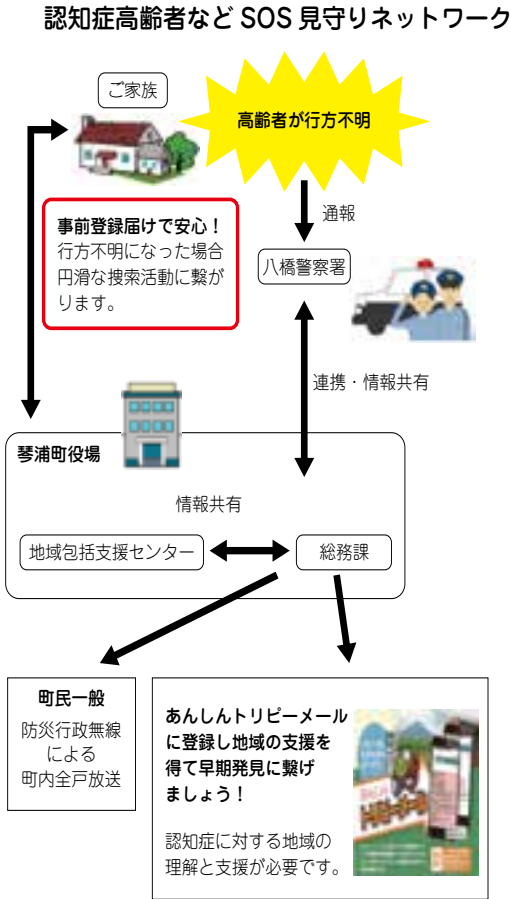 認知症高齢者など SOS 見守りネットワーク
ご家族
高齢者が行方不明
通報
事前登録届けで安心！
行方不明になった場合
円滑な捜索活動に繋が
ります。
八橋警察署
連携・情報共有
琴浦町役場
情報共有
地域包括支援センター
総務課
町民一般
防災行政無線
による
町内全戸放送
あんしんトリピーメール
に登録し地域の支援を
得て早期発見に繋げ
ましょう！
認知症に対する地域の
理解と支援が必要です。